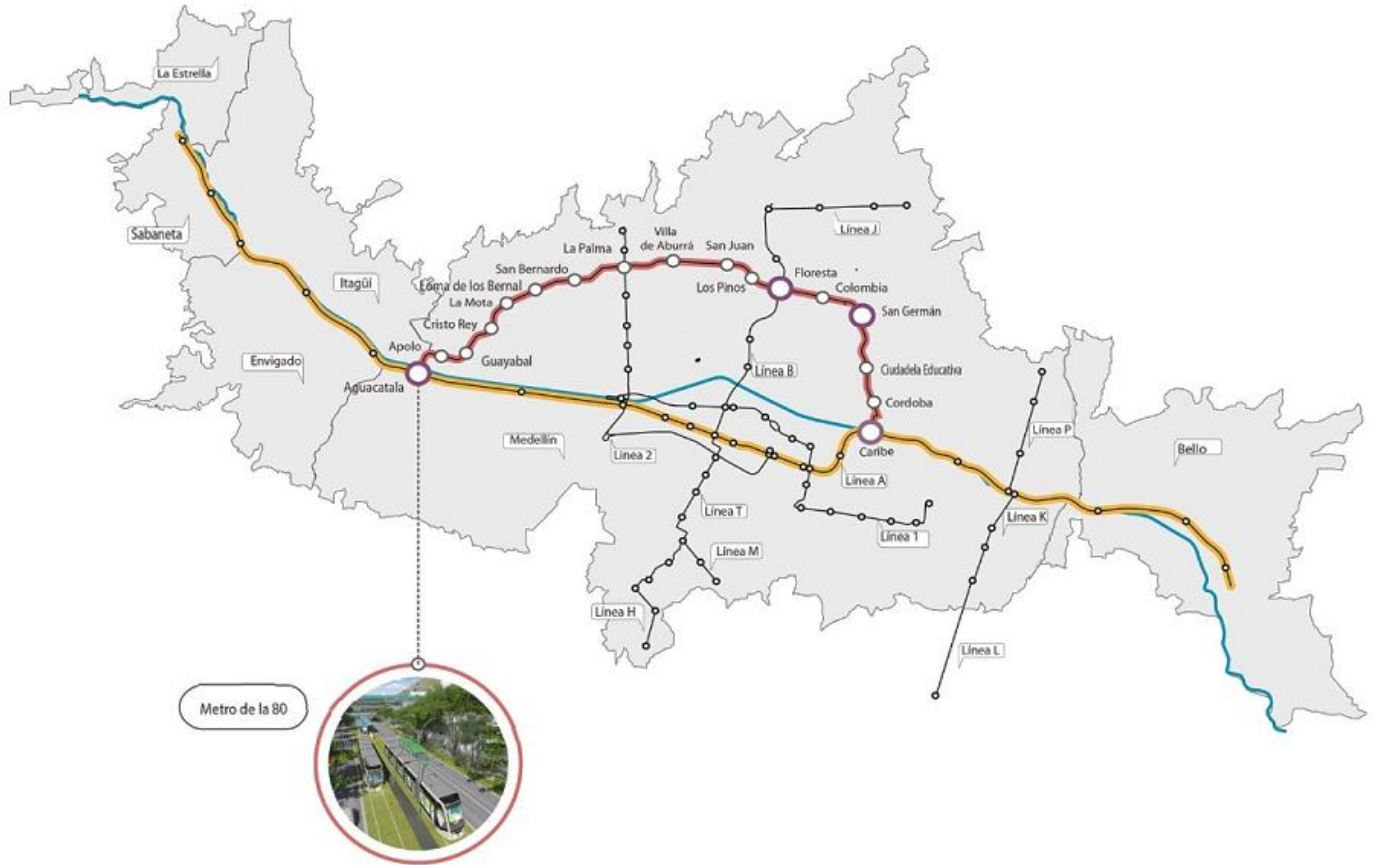 La Estrella
Sabaneta
Itagüí
Envigado
Aguacatala
Apolo
Guayabal
Cristo Rey
La Mota
Loma de los Bernal
San Bernardo
La Palma
Villa
de Aburrá
San Juan
Los Pinos
Floresta
Colombia
San Germán
Ciudadela Educativa
Cordoba
Caribe
Línea J
Línea B
Línea P
Bello
Medellín
Linea 2
Línea A
Línea K
Línea T
Línea 1
Línea M
Línea H
Línea L
Metro de la 80